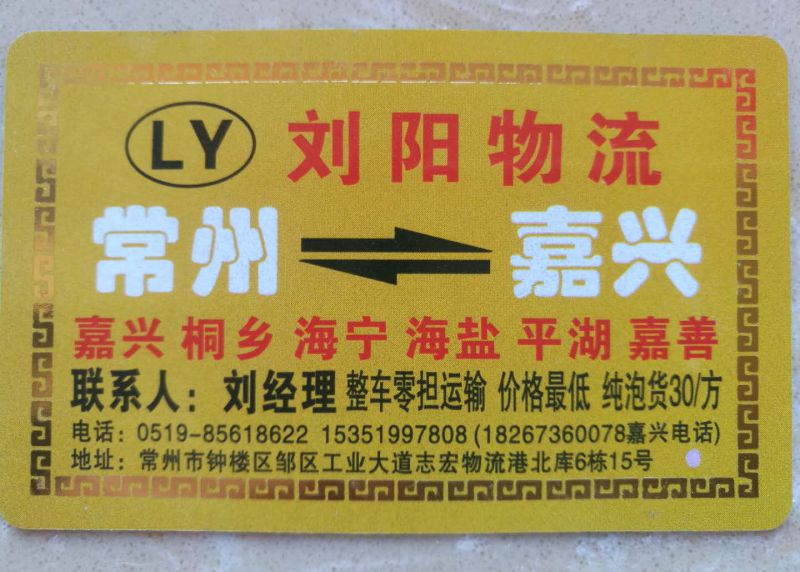 LY 刘阳物流
常州 嘉兴
嘉兴 桐乡 海宁 海盐 平湖 嘉善
联系人：刘经理 整车零担运输 价格最低 纯泡货30/方
电话：0519-85618622 15351997808 (18267360078嘉兴电话)
地址：常州市钟楼区邹区工业大道志宏物流港北库6栋15号